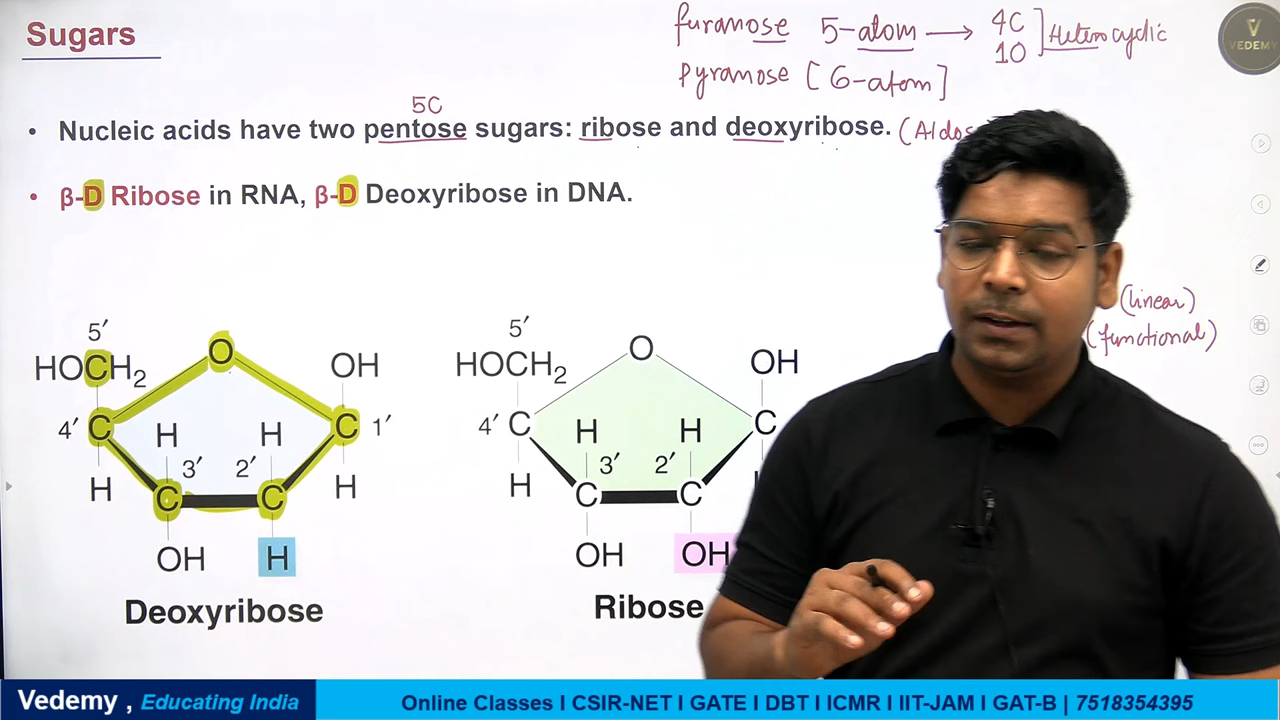 Sugars
furanose 5-atom → 4C
1O
Heterocyclic
pyranose [6-atom]
V
VEDEMY
5C
• Nucleic acids have two pentose sugars: ribose and deoxyribose. (Aldos
• β-D Ribose in RNA, β-D Deoxyribose in DNA.
(linear)
(functional)
5′
HOCH₂
O
OH
4′ C
H
H
C 1′
3′
2′
H
C
C
H
OH
H
Deoxyribose
5′
HOCH₂
O
OH
4′ C
H
H
C
3′
2′
H
C
C
OH
OH
Ribose
Vedemy , Educating India
Online Classes I CSIR-NET I GATE I DBT I ICMR I IIT-JAM I GAT-B | 7518354395